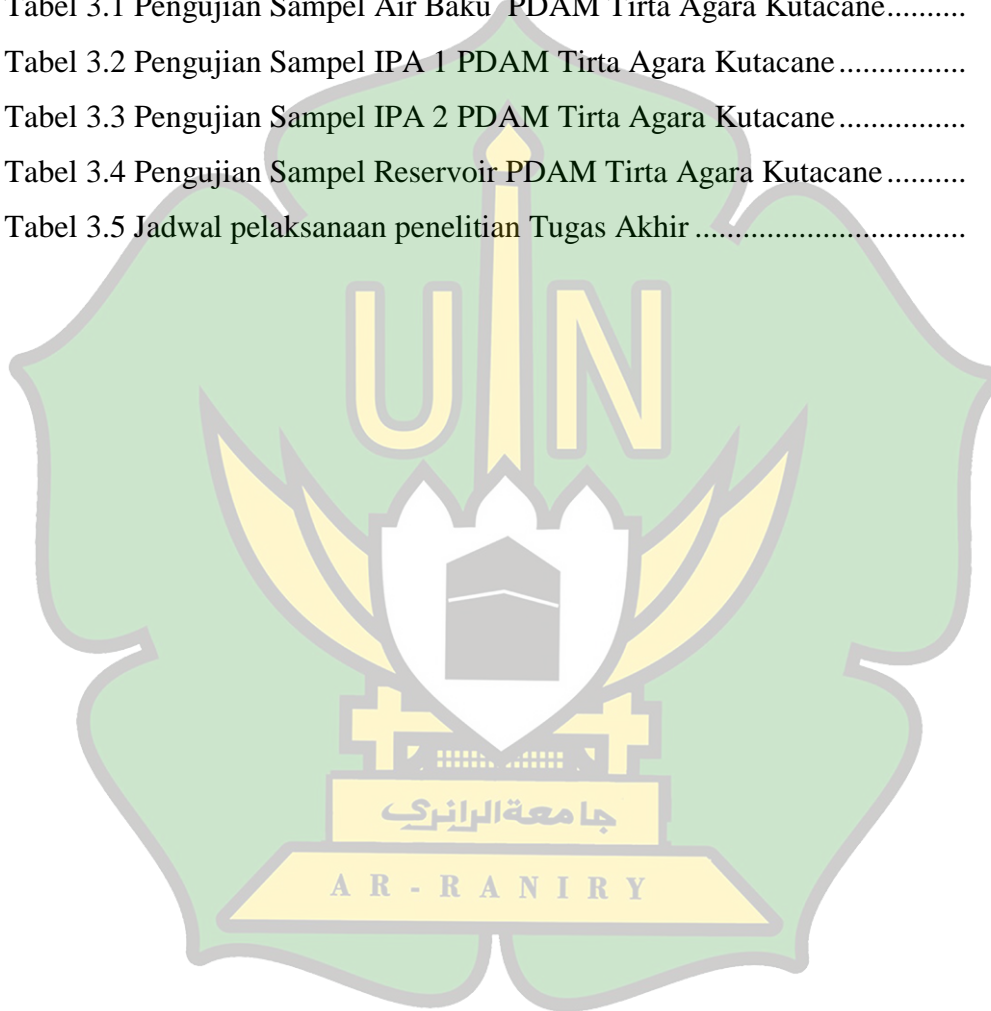 Tabel 3.1 Pengujian Sampel Air Baku PDAM Tirta Agara Kutacane..........
Tabel 3.2 Pengujian Sampel IPA 1 PDAM Tirta Agara Kutacane................
Tabel 3.3 Pengujian Sampel IPA 2 PDAM Tirta Agara Kutacane................
Tabel 3.4 Pengujian Sampel Reservoir PDAM Tirta Agara Kutacane..........
Tabel 3.5 Jadwal pelaksanaan penelitian Tugas Akhir..................................
UIN
جامعة الرانري
AR-RANIRY